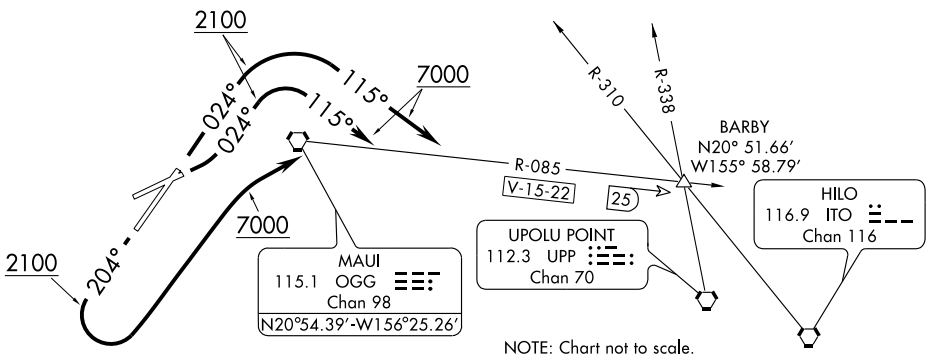 2100
024°
024°
115°
115°
7000
R-310
R-338
BARBY
N20° 51.66'
W155° 58.79'
R-085
V-15-22
25
204°
2100
7000
MAUI
115.1 OGG
Chan 98
N20°54.39'-W156°25.26'
UPOLU POINT
112.3 UPP
Chan 70
HILO
116.9 ITO
Chan 116
NOTE: Chart not to scale.